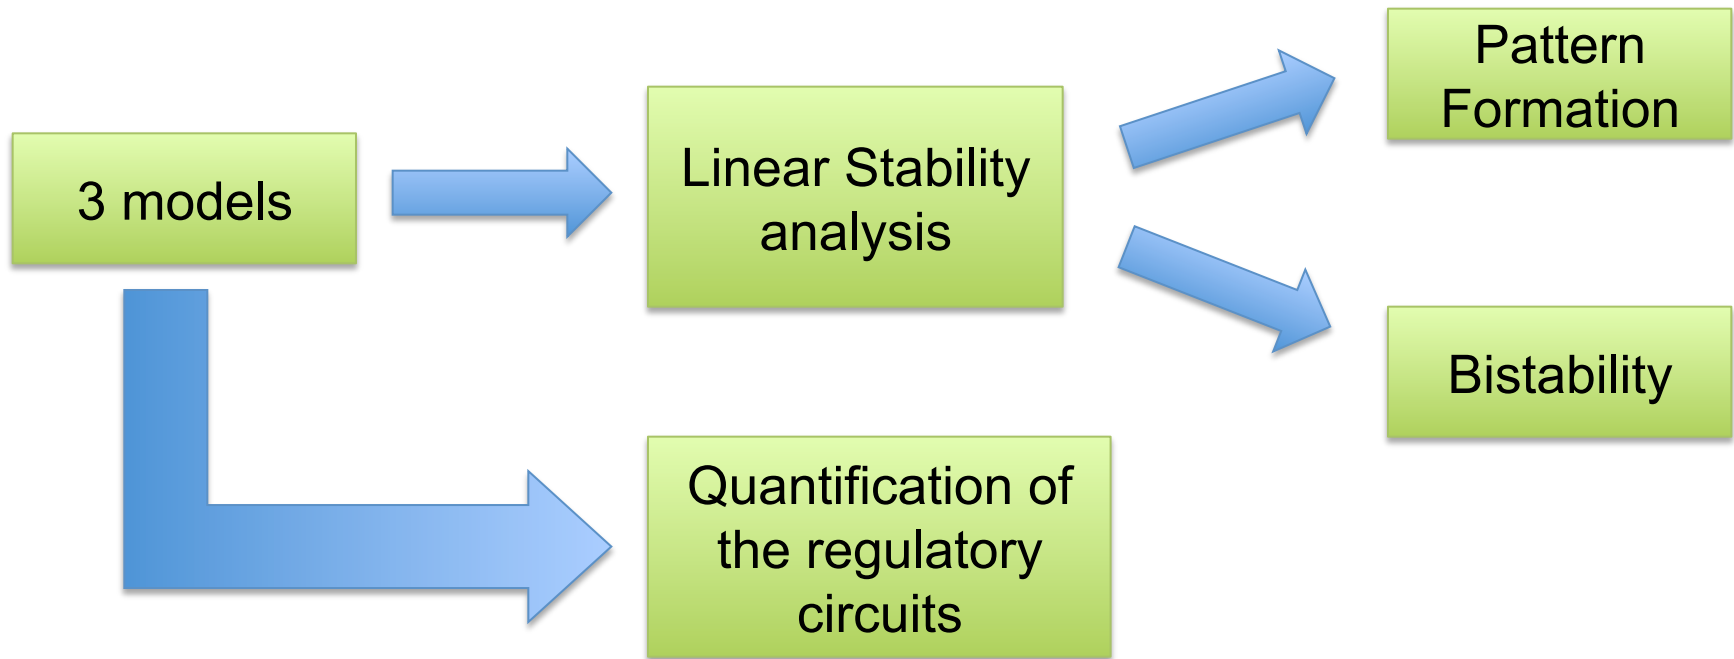 3 models
Linear Stability
analysis
Pattern
Formation
Bistability
Quantification of
the regulatory
circuits